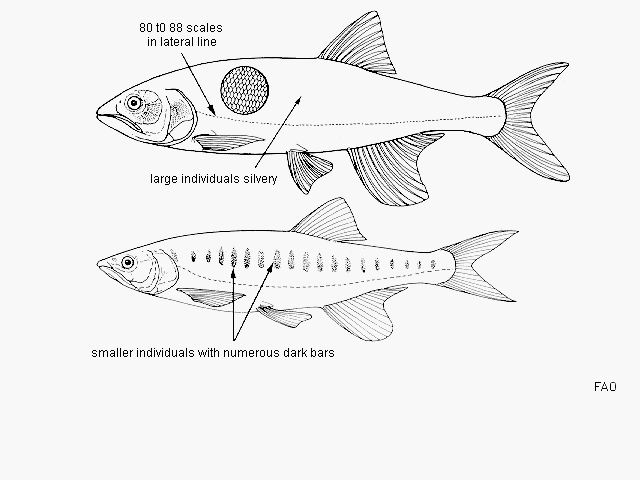 80 t0 88 scales
in lateral line
large individuals silvery
smaller individuals with numerous dark bars
FAO